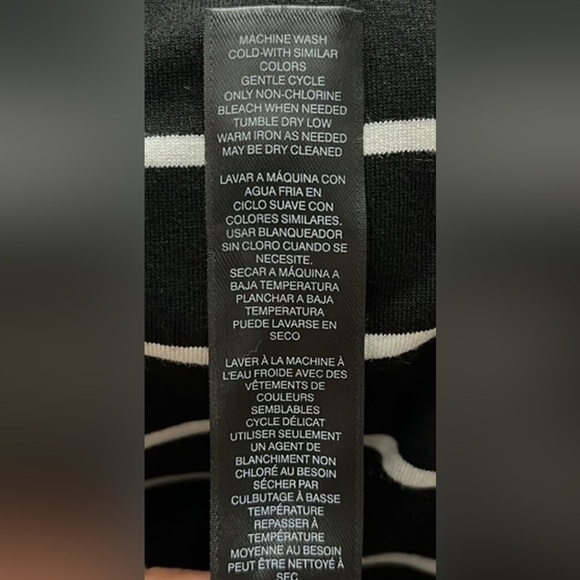 MACHINE WASH
COLD-WITH SIMILAR
COLORS
GENTLE CYCLE
ONLY NON-CHLORINE
BLEACH WHEN NEEDED
TUMBLE DRY LOW
WARM IRON AS NEEDED
MAY BE DRY CLEANED
LAVAR A MÁQUINA CON
AGUA FRIA EN
CICLO SUAVE CON
COLORES SIMILARES.
USAR BLANQUEADOR
SIN CLORO CUANDO SE
NECESITE.
SECAR A MÁQUINA A
BAJA TEMPERATURA
PLANCHAR A BAJA
TEMPERATURA
PUEDE LAVARSE EN
SECO
LAVER À LA MACHINE À
L'EAU FROIDE AVEC DES
VÊTEMENTS DE
COULEURS
SEMBLABLES
CYCLE DÉLICAT
UTILISER SEULEMENT
UN AGENT DE
BLANCHIMENT NON
CHLORÉ AU BESOIN
SÉCHER PAR
CULBUTAGE À BASSE
TEMPÉRATURE
REPASSER À
TEMPÉRATURE
MOYENNE AU BESOIN
PEUT ÊTRE NETTOYÉ À
SEC